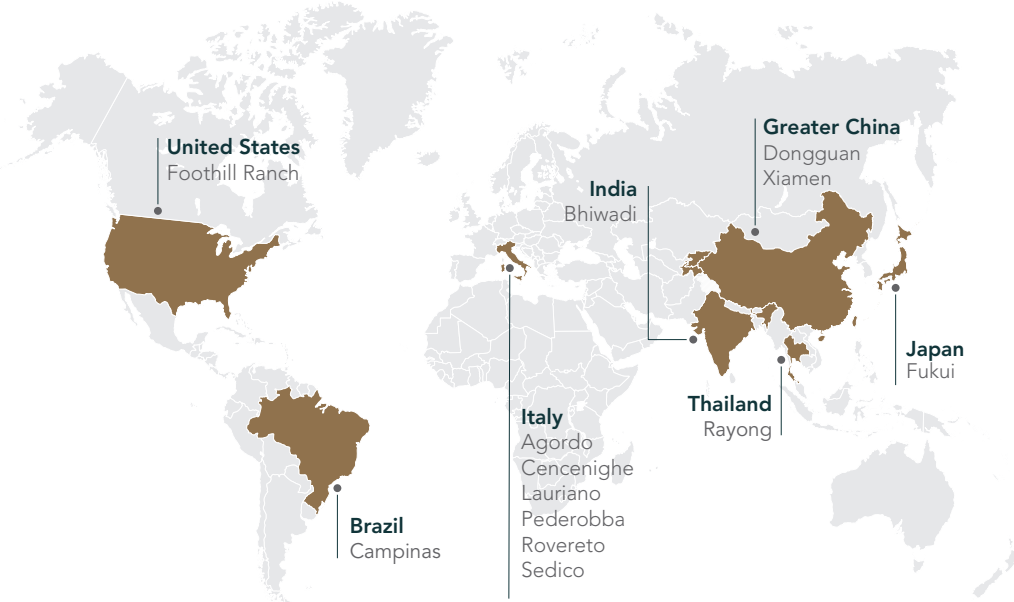 United States
Foothill Ranch
Greater China
Dongguan
Xiamen
India
Bhiwadi
Japan
Fukui
Thailand
Rayong
Italy
Agordo
Cencenighe
Lauriano
Pederobba
Rovereto
Sedico
Brazil
Campinas